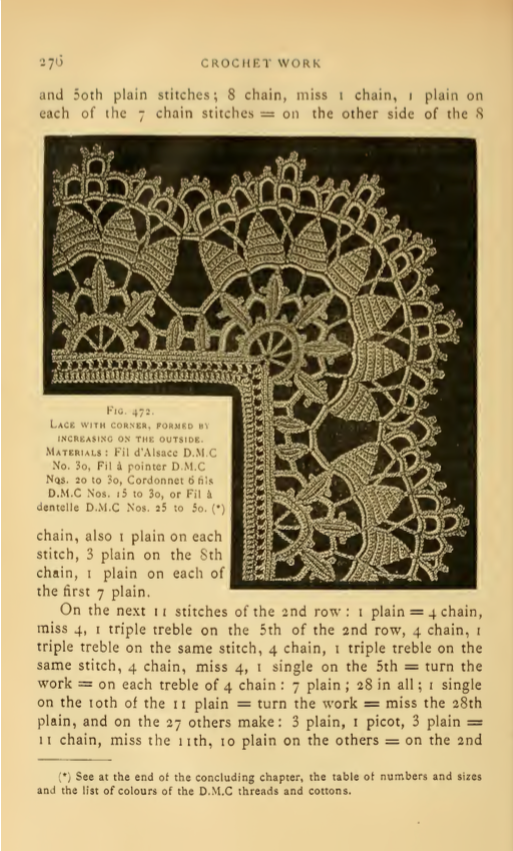 276
CROCHET WORK
and 50th plain stitches; 8 chain, miss 1 chain, 1 plain on
each of the 7 chain stitches = on the other side of the 8
Fig. 472.
Lace with corner, formed by
increasing on the outside.
Materials: Fil d'Alsace D.M.C
No. 30, Fil à pointer D.M.C
Nos. 20 to 30, Cordonnet 6 fils
D.M.C Nos. 15 to 30, or Fil à
dentelle D.M.C Nos. 25 to 50. (*)
chain, also 1 plain on each
stitch, 3 plain on the 8th
chain, 1 plain on each of
the first 7 plain.
On the next 11 stitches of the 2nd row: 1 plain = 4 chain,
miss 4, 1 triple treble on the 5th of the 2nd row, 4 chain, 1
triple treble on the same stitch, 4 chain, 1 triple treble on the
same stitch, 4 chain, miss 4, 1 single on the 5th = turn the
work = on each treble of 4 chain: 7 plain; 28 in all; 1 single
on the 10th of the 11 plain = turn the work = miss the 28th
plain, and on the 27 others make: 3 plain, 1 picot, 3 plain =
11 chain, miss the 11th, 10 plain on the others = on the 2nd
(*) See at the end of the concluding chapter, the table of numbers and sizes
and the list of colours of the D.M.C threads and cottons.